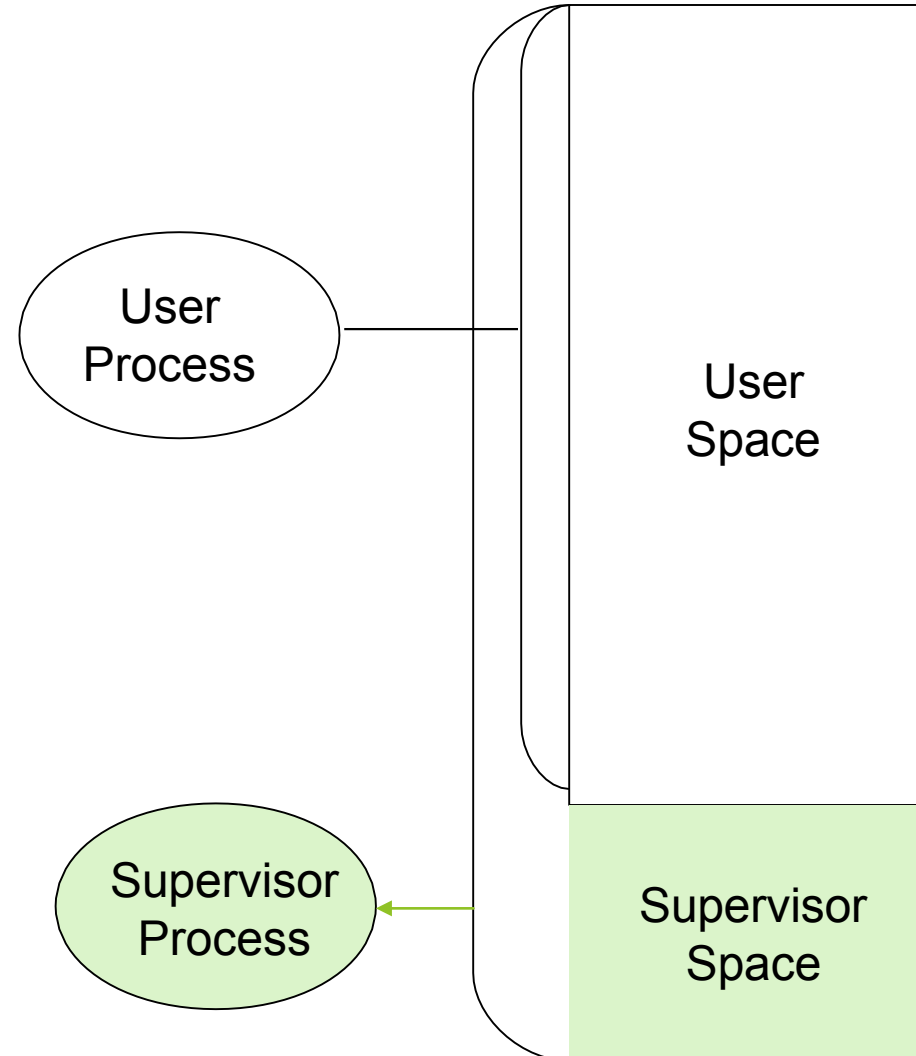 User
Process
User
Space
Supervisor
Process
Supervisor
Space